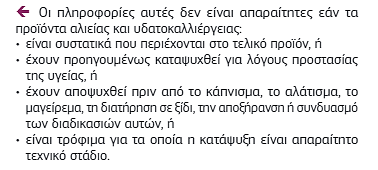 ← Οι πληροφορίες αυτές δεν είναι απαραίτητες εάν τα
προϊόντα αλιείας και υδατοκαλλιέργειας:
• είναι συστατικά που περιέχονται στο τελικό προϊόν, ή
• έχουν προηγουμένως καταψυχθεί για λόγους προστασίας
της υγείας, ή
• έχουν αποψυχθεί πριν από το κάπνισμα, το αλάτισμα, το
μαγείρεμα, τη διατήρηση σε ξίδι, την αποξήρανση ή συνδυασμό
των διαδικασιών αυτών, ή
• είναι τρόφιμα για τα οποία η κατάψυξη είναι απαραίτητο
τεχνικό στάδιο.